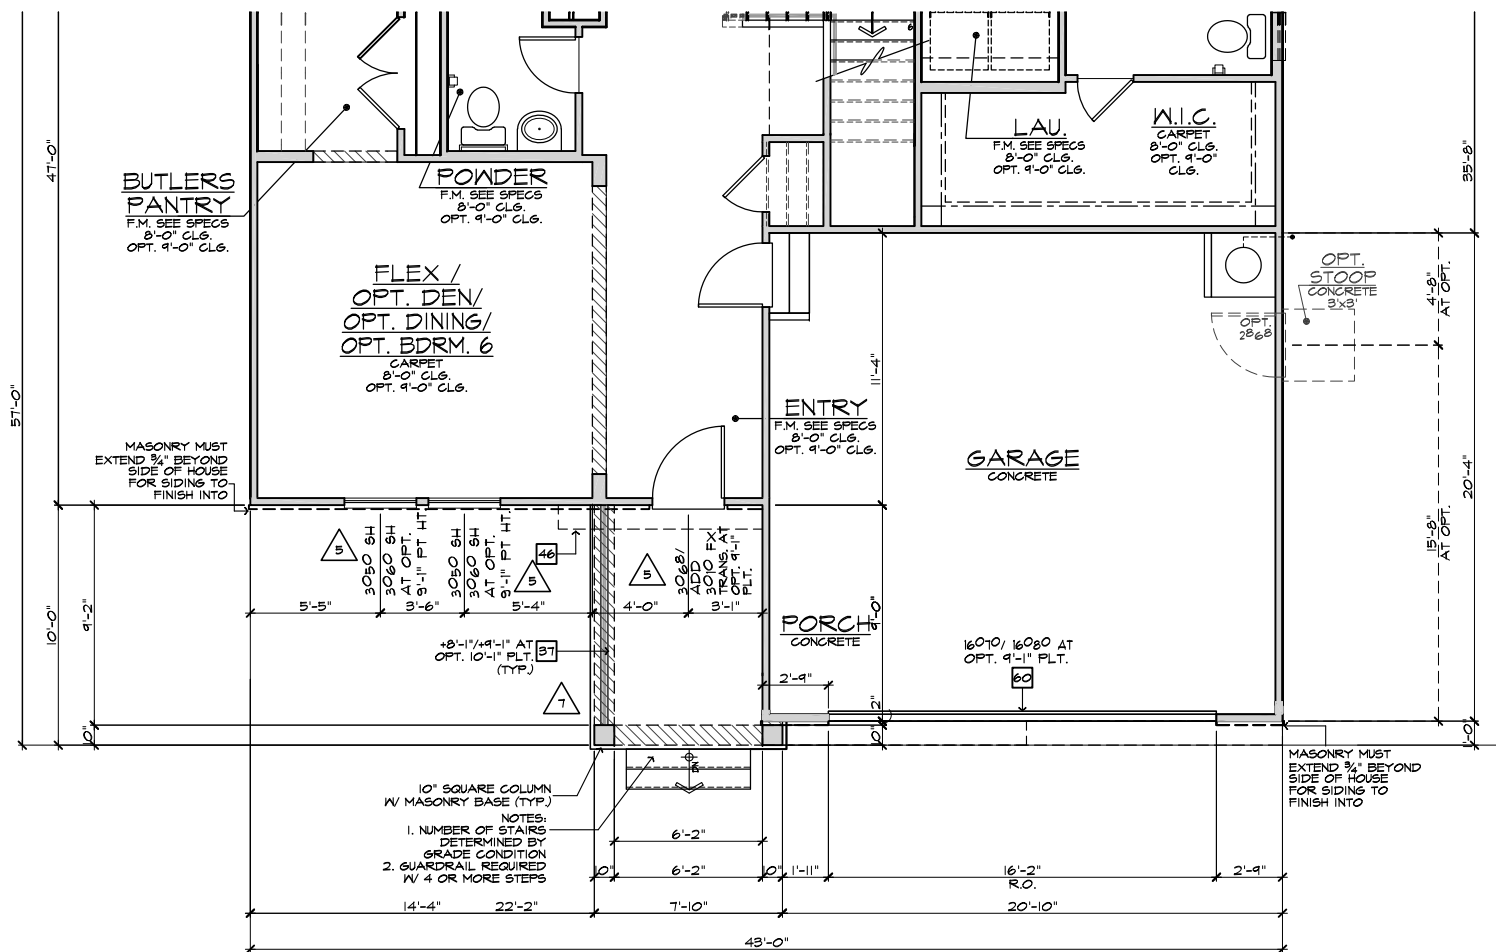 47'-0"
BUTLERS
PANTRY
F.M. SEE SPECS
8'-0" CLG.
OPT. 9'-0" CLG.
POWDER
F.M. SEE SPECS
8'-0" CLG.
OPT. 9'-0" CLG.
LAU.
F.M. SEE SPECS
8'-0" CLG.
OPT. 9'-0" CLG.
W.I.C.
CARPET
8'-0" CLG.
OPT. 9'-0"
CLG.
35'-8"
FLEX /
OPT. DEN/
OPT. DINING/
OPT. BDRM. 6
CARPET
8'-0" CLG.
OPT. 9'-0" CLG.
OPT.
STOOP
CONCRETE
3'x3'
OPT.
2868
4'-8"
AT OPT.
11'-4"
57'-0"
ENTRY
F.M. SEE SPECS
8'-0" CLG.
OPT. 9'-0" CLG.
GARAGE
CONCRETE
MASONRY MUST
EXTEND 3/4" BEYOND
SIDE OF HOUSE
FOR SIDING TO
FINISH INTO
20'-4"
15'-8"
AT OPT.
5
3050 SH
3060 SH
AT OPT.
9'-1" PT HT.
3050 SH
3060 SH
AT OPT.
9'-1" PT HT.
5
46
5
3068/
ADD
3010 FX
TRANS. AT
OPT. 9'-1"
PLT.
10'-0"
9'-2"
5'-5"
3'-6"
5'-4"
4'-0"
3'-1"
PORCH
CONCRETE
9'-0"
+8'-1"/+9'-1" AT
OPT. 10'-1" PLT.
(TYP.)
37
16070/ 16080 AT
OPT. 9'-1" PLT.
60
7
2'-9"
2"
10"
10"
1'-0"
DN
MASONRY MUST
EXTEND 3/4" BEYOND
SIDE OF HOUSE
FOR SIDING TO
FINISH INTO
10" SQUARE COLUMN
W/ MASONRY BASE (TYP.)
NOTES:
1. NUMBER OF STAIRS
DETERMINED BY
GRADE CONDITION
2. GUARDRAIL REQUIRED
W/ 4 OR MORE STEPS
6'-2"
10"
6'-2"
10"
1'-11"
16'-2"
R.O.
2'-9"
14'-4"
22'-2"
7'-10"
20'-10"
43'-0"